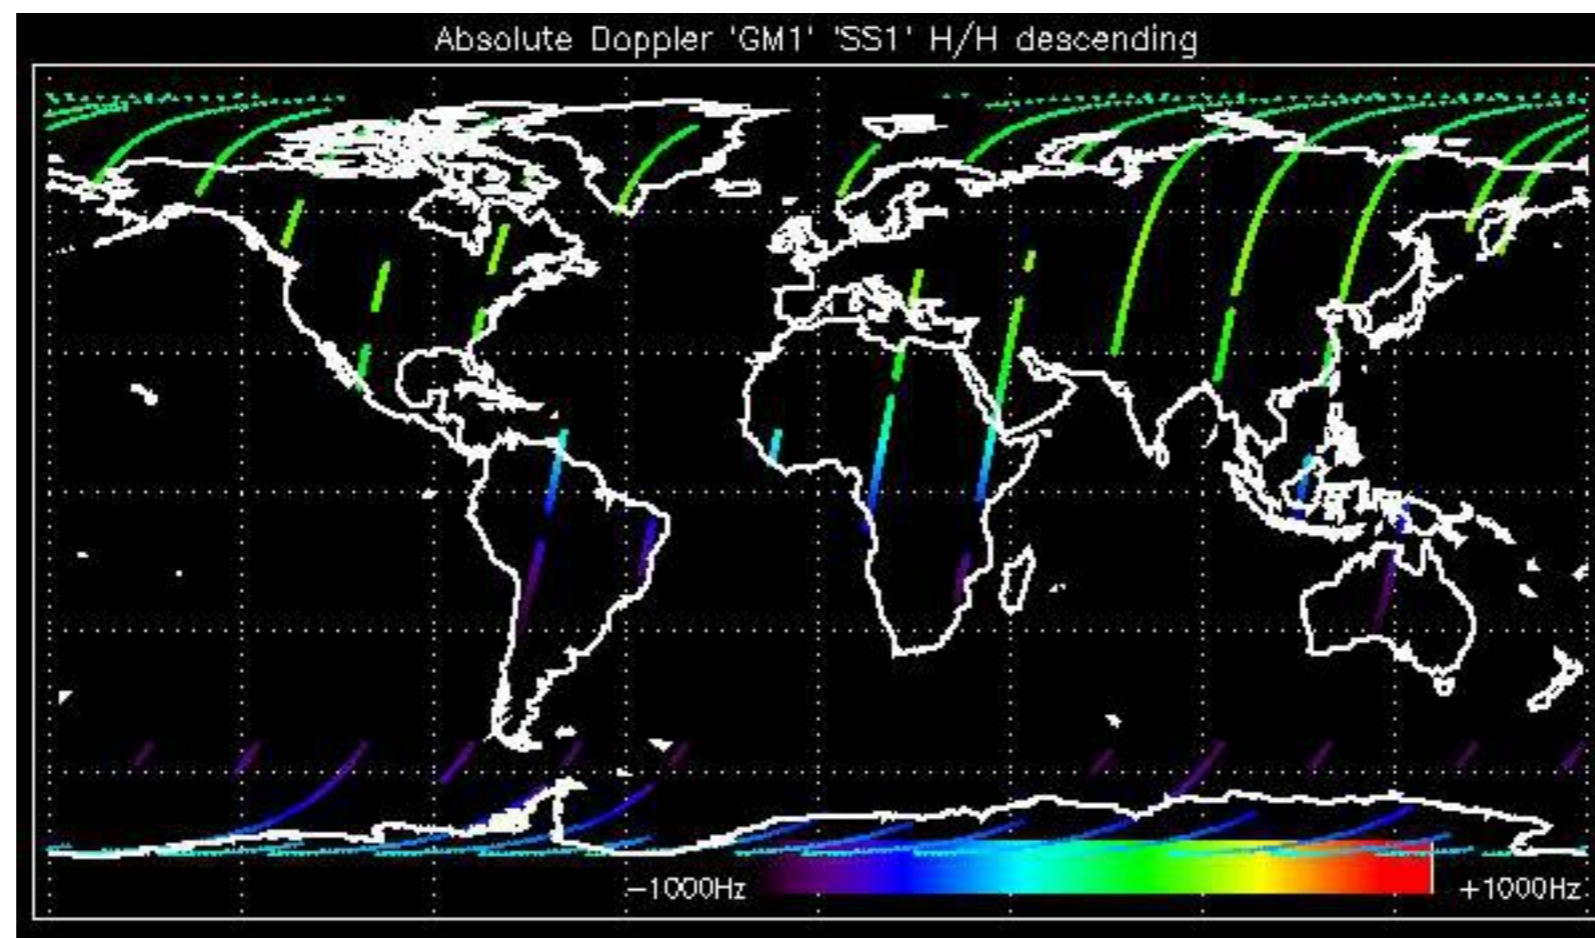 Absolute Doppler 'GM1' 'SS1' H/H descending
−1000Hz
+1000Hz